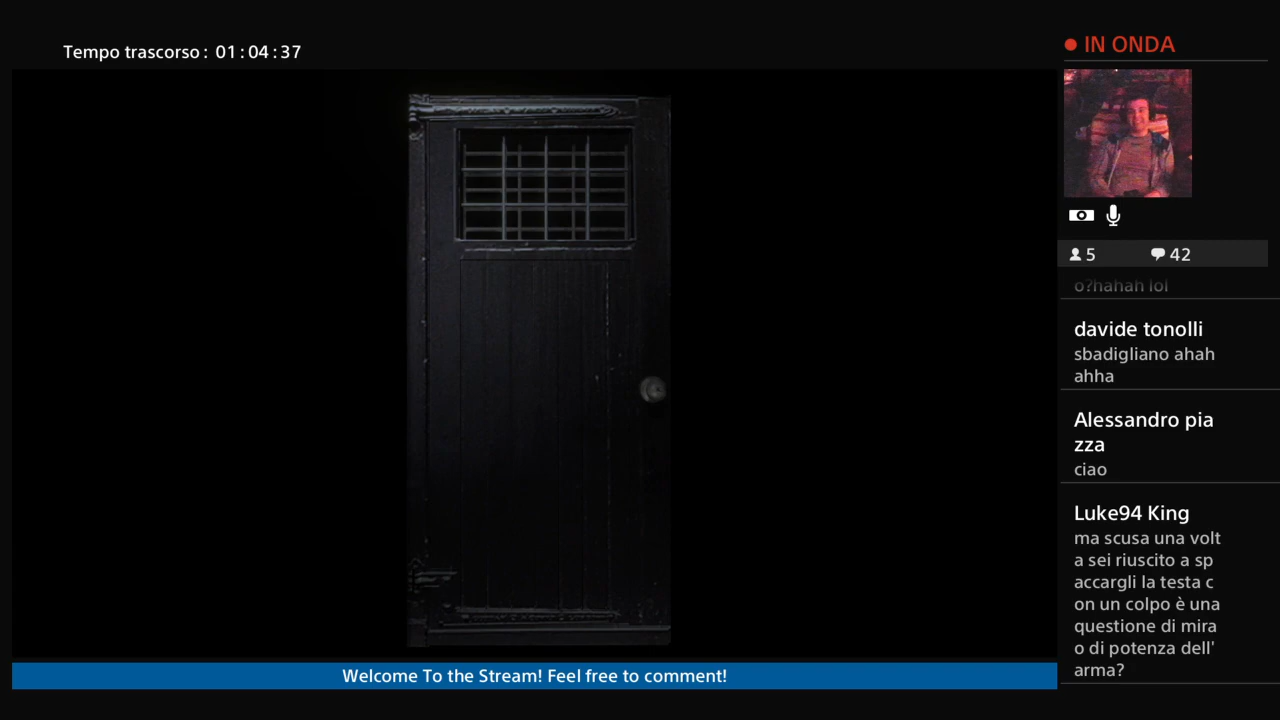 Tempo trascorso : 01 : 04 : 37
IN ONDA
5
42
o?hahah lol
davide tonolli
sbadigliano ahah
ahha
Alessandro pia
zza
ciao
Luke94 King
ma scusa una volt
a sei riuscito a sp
accargli la testa c
on un colpo è una
questione di mira
o di potenza dell'
arma?
Welcome To the Stream! Feel free to comment!